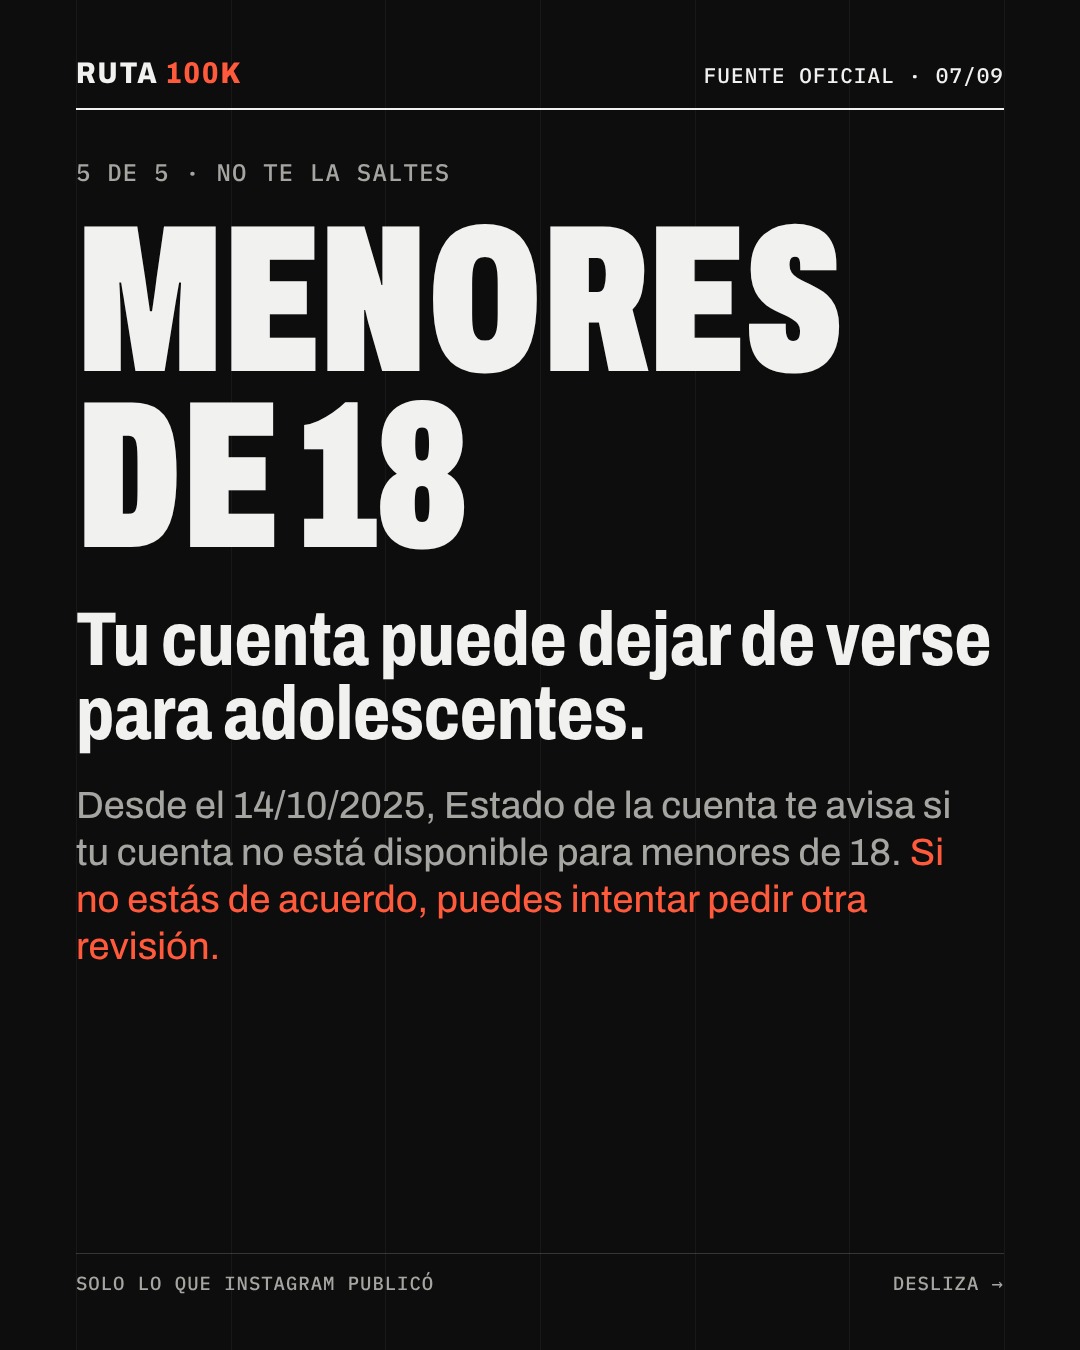 RUTA 100K
FUENTE OFICIAL · 07/09
5 DE 5 · NO TE LA SALTES
MENORES
DE 18
Tu cuenta puede dejar de verse
para adolescentes.
Desde el 14/10/2025, Estado de la cuenta te avisa si
tu cuenta no está disponible para menores de 18. Si
no estás de acuerdo, puedes intentar pedir otra
revisión.
SOLO LO QUE INSTAGRAM PUBLICÓ
DESLIZA →